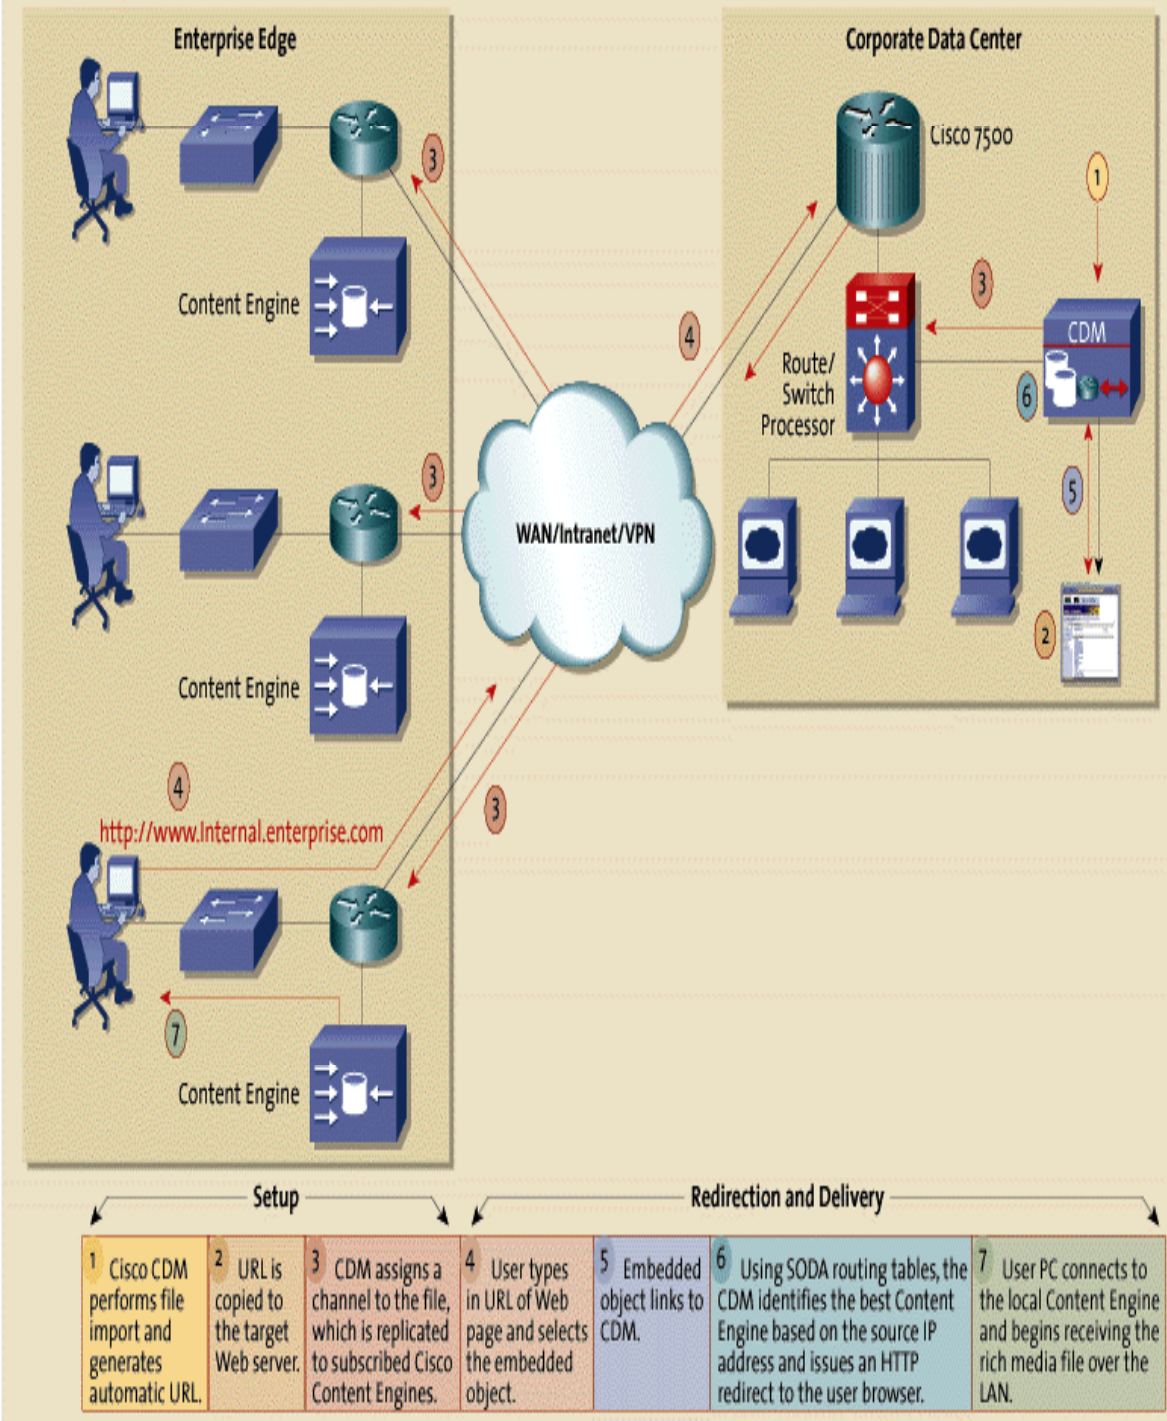 Enterprise Edge
Corporate Data Center
3
Cisco 7500
1
Content Engine
3
4
CDM
Route/
Switch
Processor
6
3
5
WAN/Intranet/VPN
2
Content Engine
4
3
http://www.Internal.enterprise.com
7
Content Engine
Setup
Redirection and Delivery
1 Cisco CDM
performs file
import and
generates
automatic URL.
2 URL is
copied to
the target
Web server.
3 CDM assigns a
channel to the file,
which is replicated
to subscribed Cisco
Content Engines.
4 User types
in URL of Web
page and selects
the embedded
object.
5 Embedded
object links to
CDM.
6 Using SODA routing tables, the
CDM identifies the best Content
Engine based on the source IP
address and issues an HTTP
redirect to the user browser.
7 User PC connects to
the local Content Engine
and begins receiving the
rich media file over the
LAN.